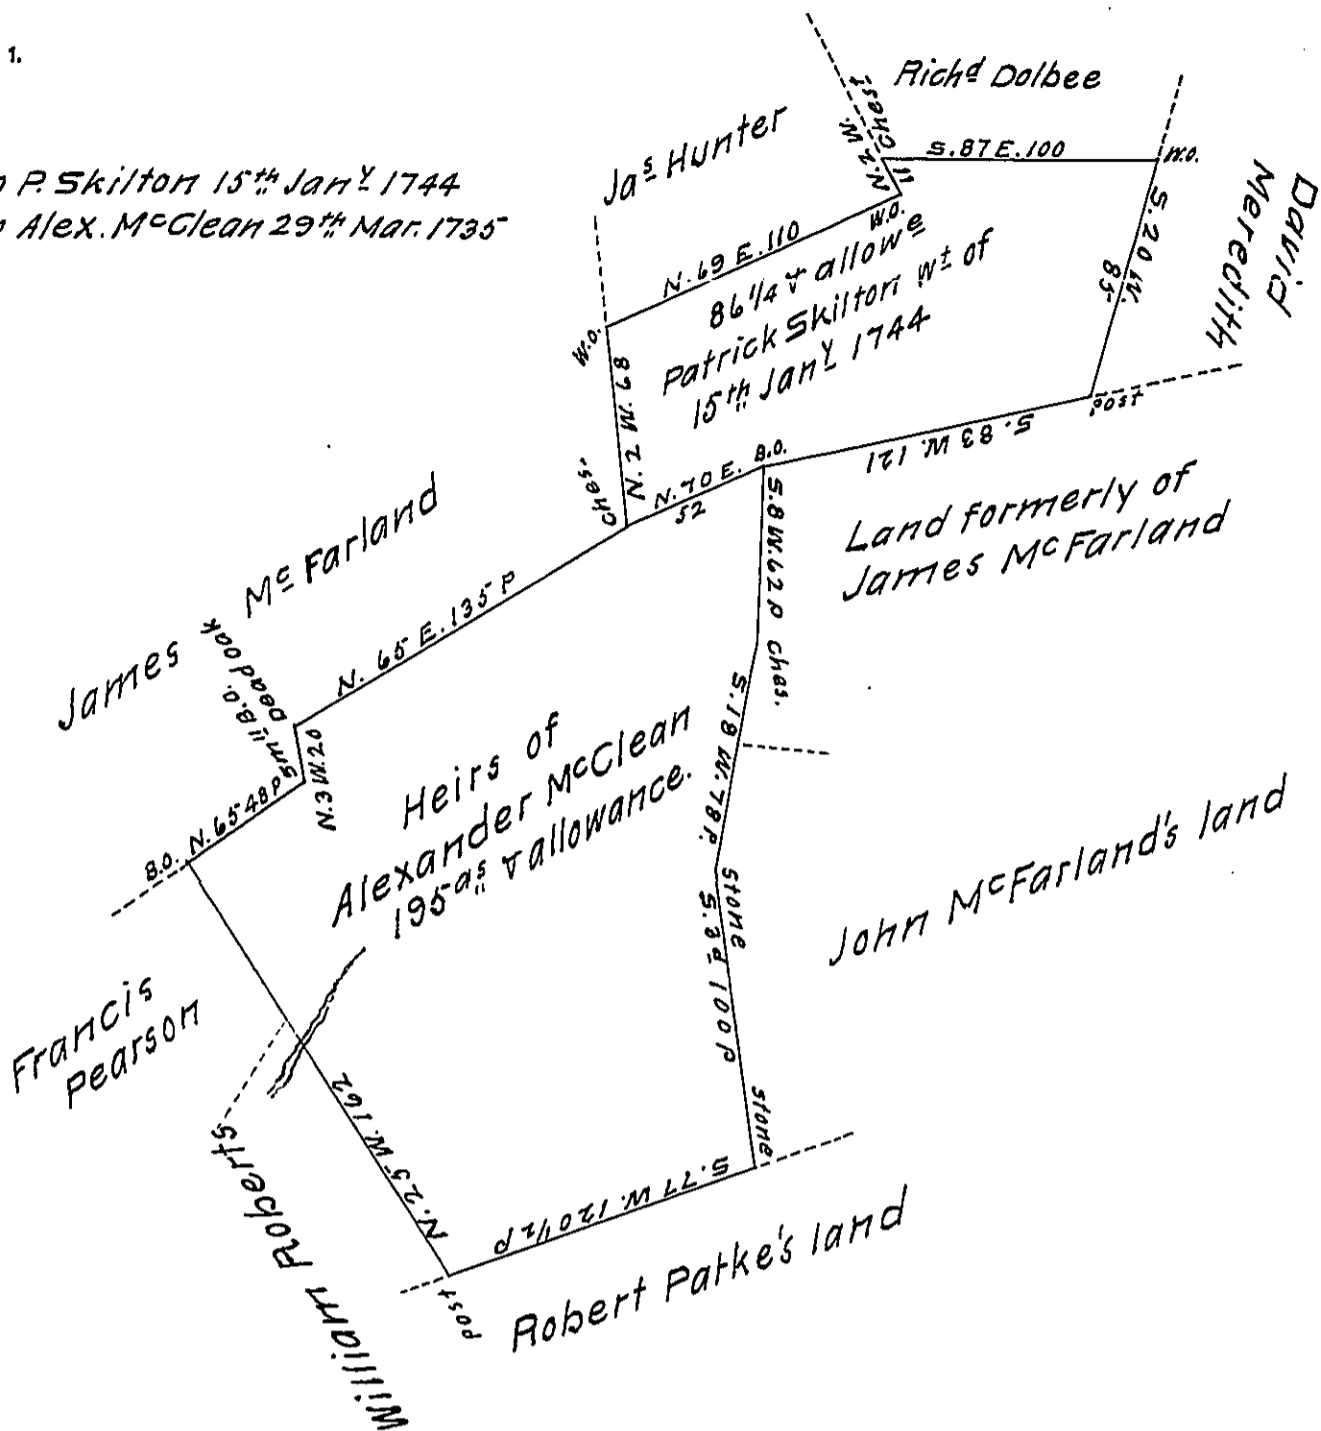 1.
P. Skilton 15th Jany 1744
Alex. McClean 29th Mar. 1735
Richd Dolbee
Jas Hunter
Chest
N.2 W.
11
S.87 E.100
W.O.
David
Meredith
S.20 W.
85
W.O.
N.69 E.110
86 1/4 & allowe
Patrick Skilton Wt of
15th Jany 1744
W.O.
N.2 W.68
Ches.
N.70 E.
52
B.O.
S.83 W.121
Post
Land formerly of
James McFarland
James McFarland
N.65 E.135 P
Dead oak
Smll B.O.
N.3 W.20
B.O.
N.65 48 P
S.8 W.62 P
Ches.
S.18 W.78 P.
Heirs of
Alexander McClean
195 as & allowance.
Stone
100 P
John McFarland's land
Francis
Pearson
William Roberts
N.25 W.162
Stone
S.77 W.120 1/2 P
Post
Robert Parke's land